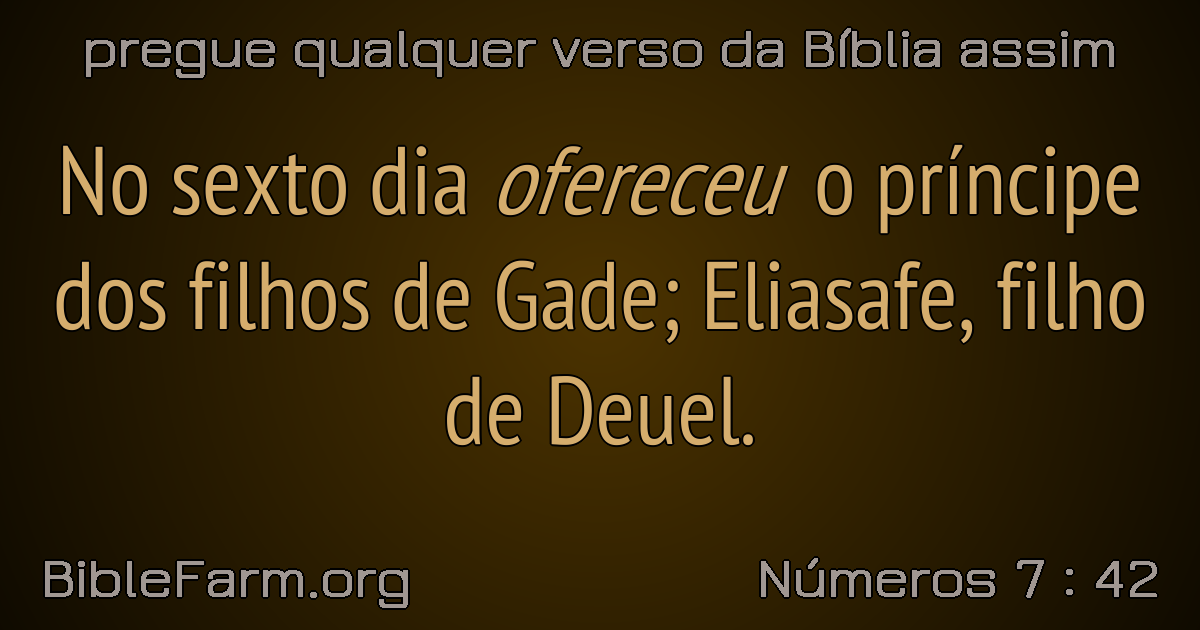 pregue qualquer verso da Bíblia assim
No sexto dia ofereceu o príncipe
dos filhos de Gade; Eliasafe, filho
de Deuel.
BibleFarm.org
Números 7 : 42